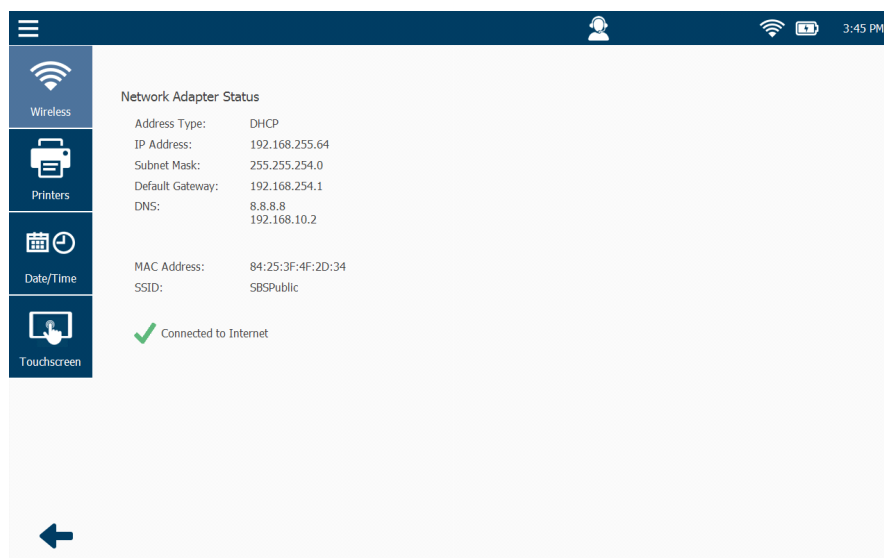 3:45 PM
Wireless
Network Adapter Status
Address Type: DHCP
IP Address: 192.168.255.64
Subnet Mask: 255.255.254.0
Default Gateway: 192.168.254.1
DNS: 8.8.8.8
192.168.10.2
MAC Address: 84:25:3F:4F:2D:34
SSID: SBSPublic
Connected to Internet
Printers
Date/Time
Touchscreen